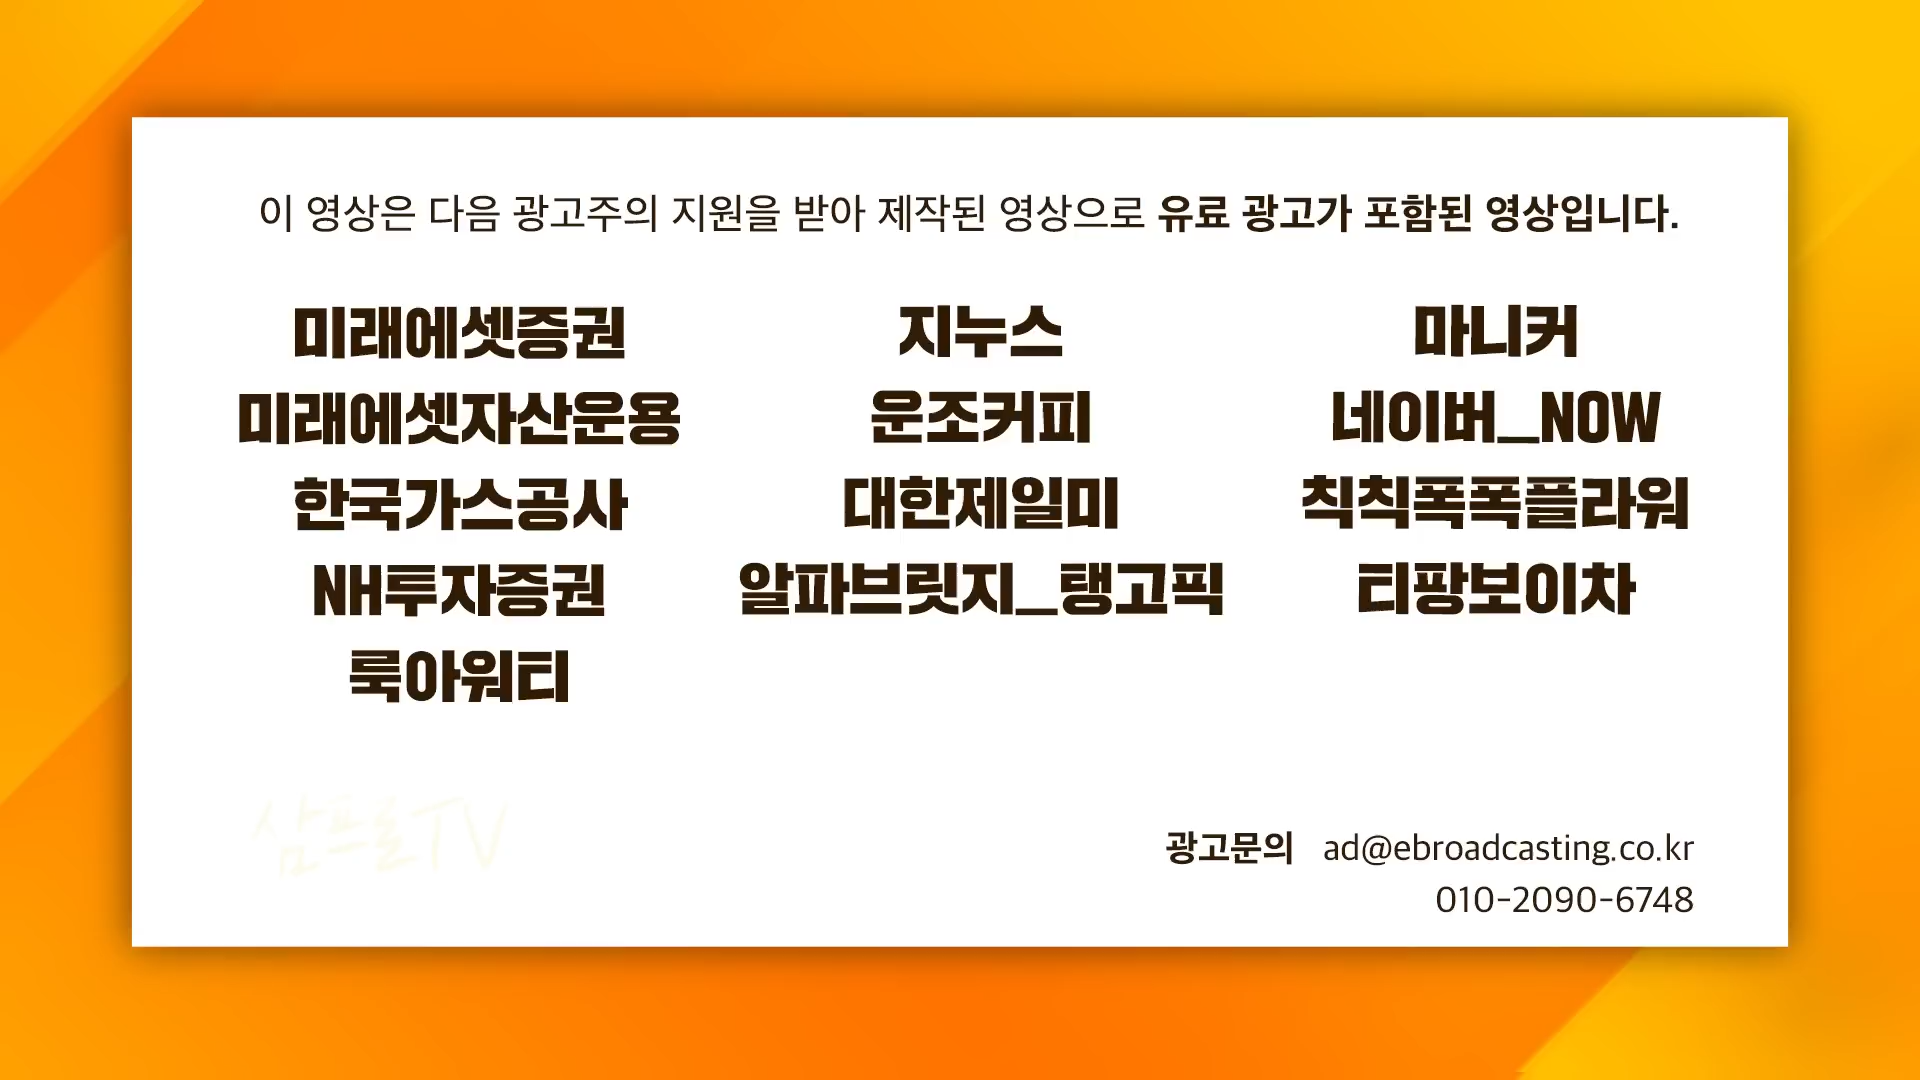 이 영상은 다음 광고주의 지원을 받아 제작된 영상으로 유료 광고가 포함된 영상입니다.
미래에셋증권
미래에셋자산운용
한국가스공사
NH투자증권
룩아워티
지누스
운조커피
대한제일미
알파브릿지_탱고픽
마니커
네이버_NOW
칙칙폭폭플라워
티팡보이차
삼프로TV
광고문의 ad@ebroadcasting.co.kr
010-2090-6748